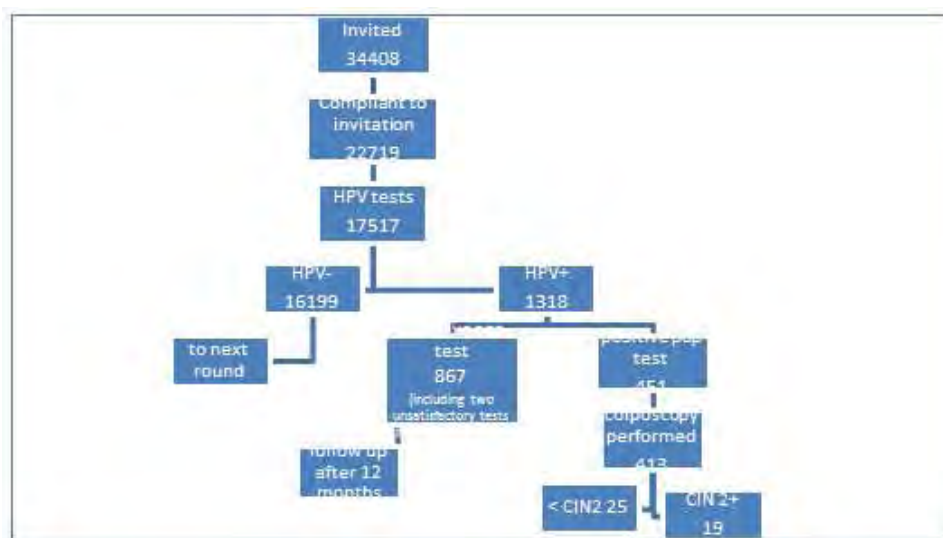 Invited
34408
Compliant to
invitation
22719
HPV tests
17517
HPV-
16199
HPV+
1318
to next
round
test
867
(including two
unsatisfactory tests
positive pap
test
451
colposcopy
performed
413
follow up
after 12
months
< CIN2 25
CIN 2+
19